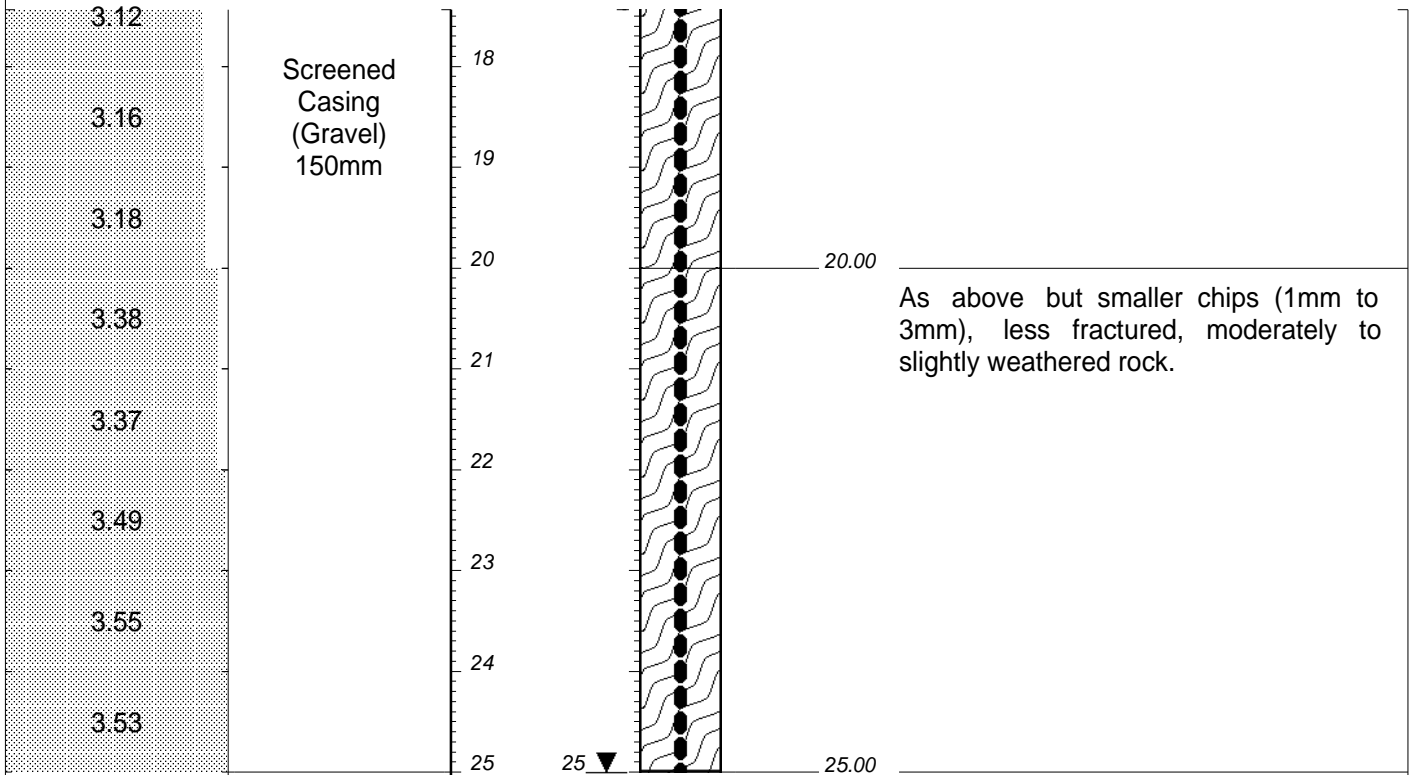 3.12
3.16
3.18
3.38
3.37
3.49
3.55
3.53
Screened
Casing
(Gravel)
150mm
18
19
20
21
22
23
24
25
25
20.00
As above but smaller chips (1mm to
3mm), less fractured, moderately to
slightly weathered rock.
25.00